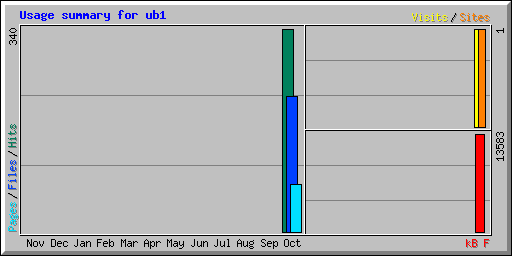 Usage summary for ub1
Visits/Sites
340
1
13583
Pages/Files/Hits
Nov Dec Jan Feb Mar Apr May Jun Jul Aug Sep Oct
kB F